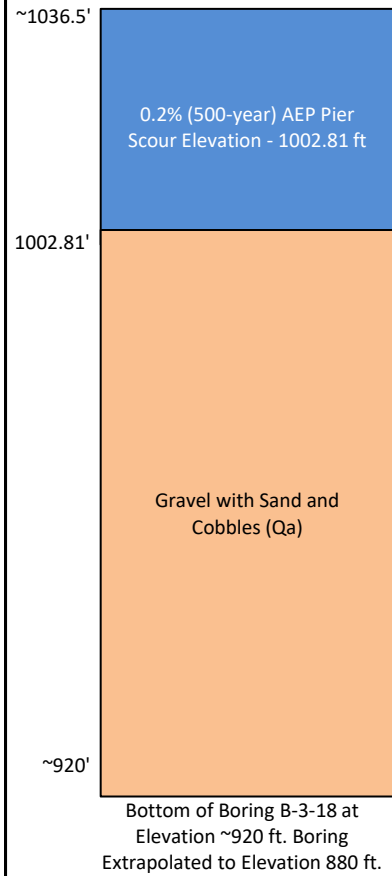 ~1036.5'
0.2% (500-year) AEP Pier
Scour Elevation - 1002.81 ft
1002.81'
Gravel with Sand and
Cobbles (Qa)
~920'
Bottom of Boring B-3-18 at
Elevation ~920 ft. Boring
Extrapolated to Elevation 880 ft.